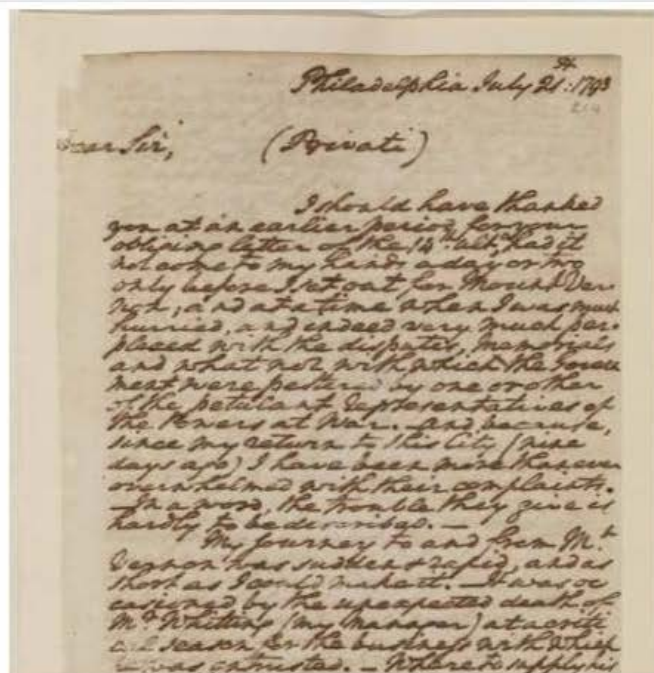 Philadelphia July 21st: 1793
214
Dear Sir, (Private)
I should have thanked
you at an earlier period for your
obliging letter of the 14th ult, had it
not come to my hands a day or two
only before I set out for Mount Ver-
non; and at a time when I was much
hurried, and indeed very much per-
plexed with the disputes, Memorials
and what not with which the Govern
ment were pestered by one or other
of the petulant representatives of
the Powers at War. – And because,
since my return to this City, (nine
days ago) I have been more than ever
overwhelmed with their complaints.
– In a word, the trouble they give is
hardly to be described. –
My journey to and from Mt.
Vernon was sudden & rapid, and as
short as I could make it. – It was oc
casioned by the unexpected death of
Mr. Whitting (my Manager) at a criti
cal season for the business with which
he was entrusted. – Where to supply his